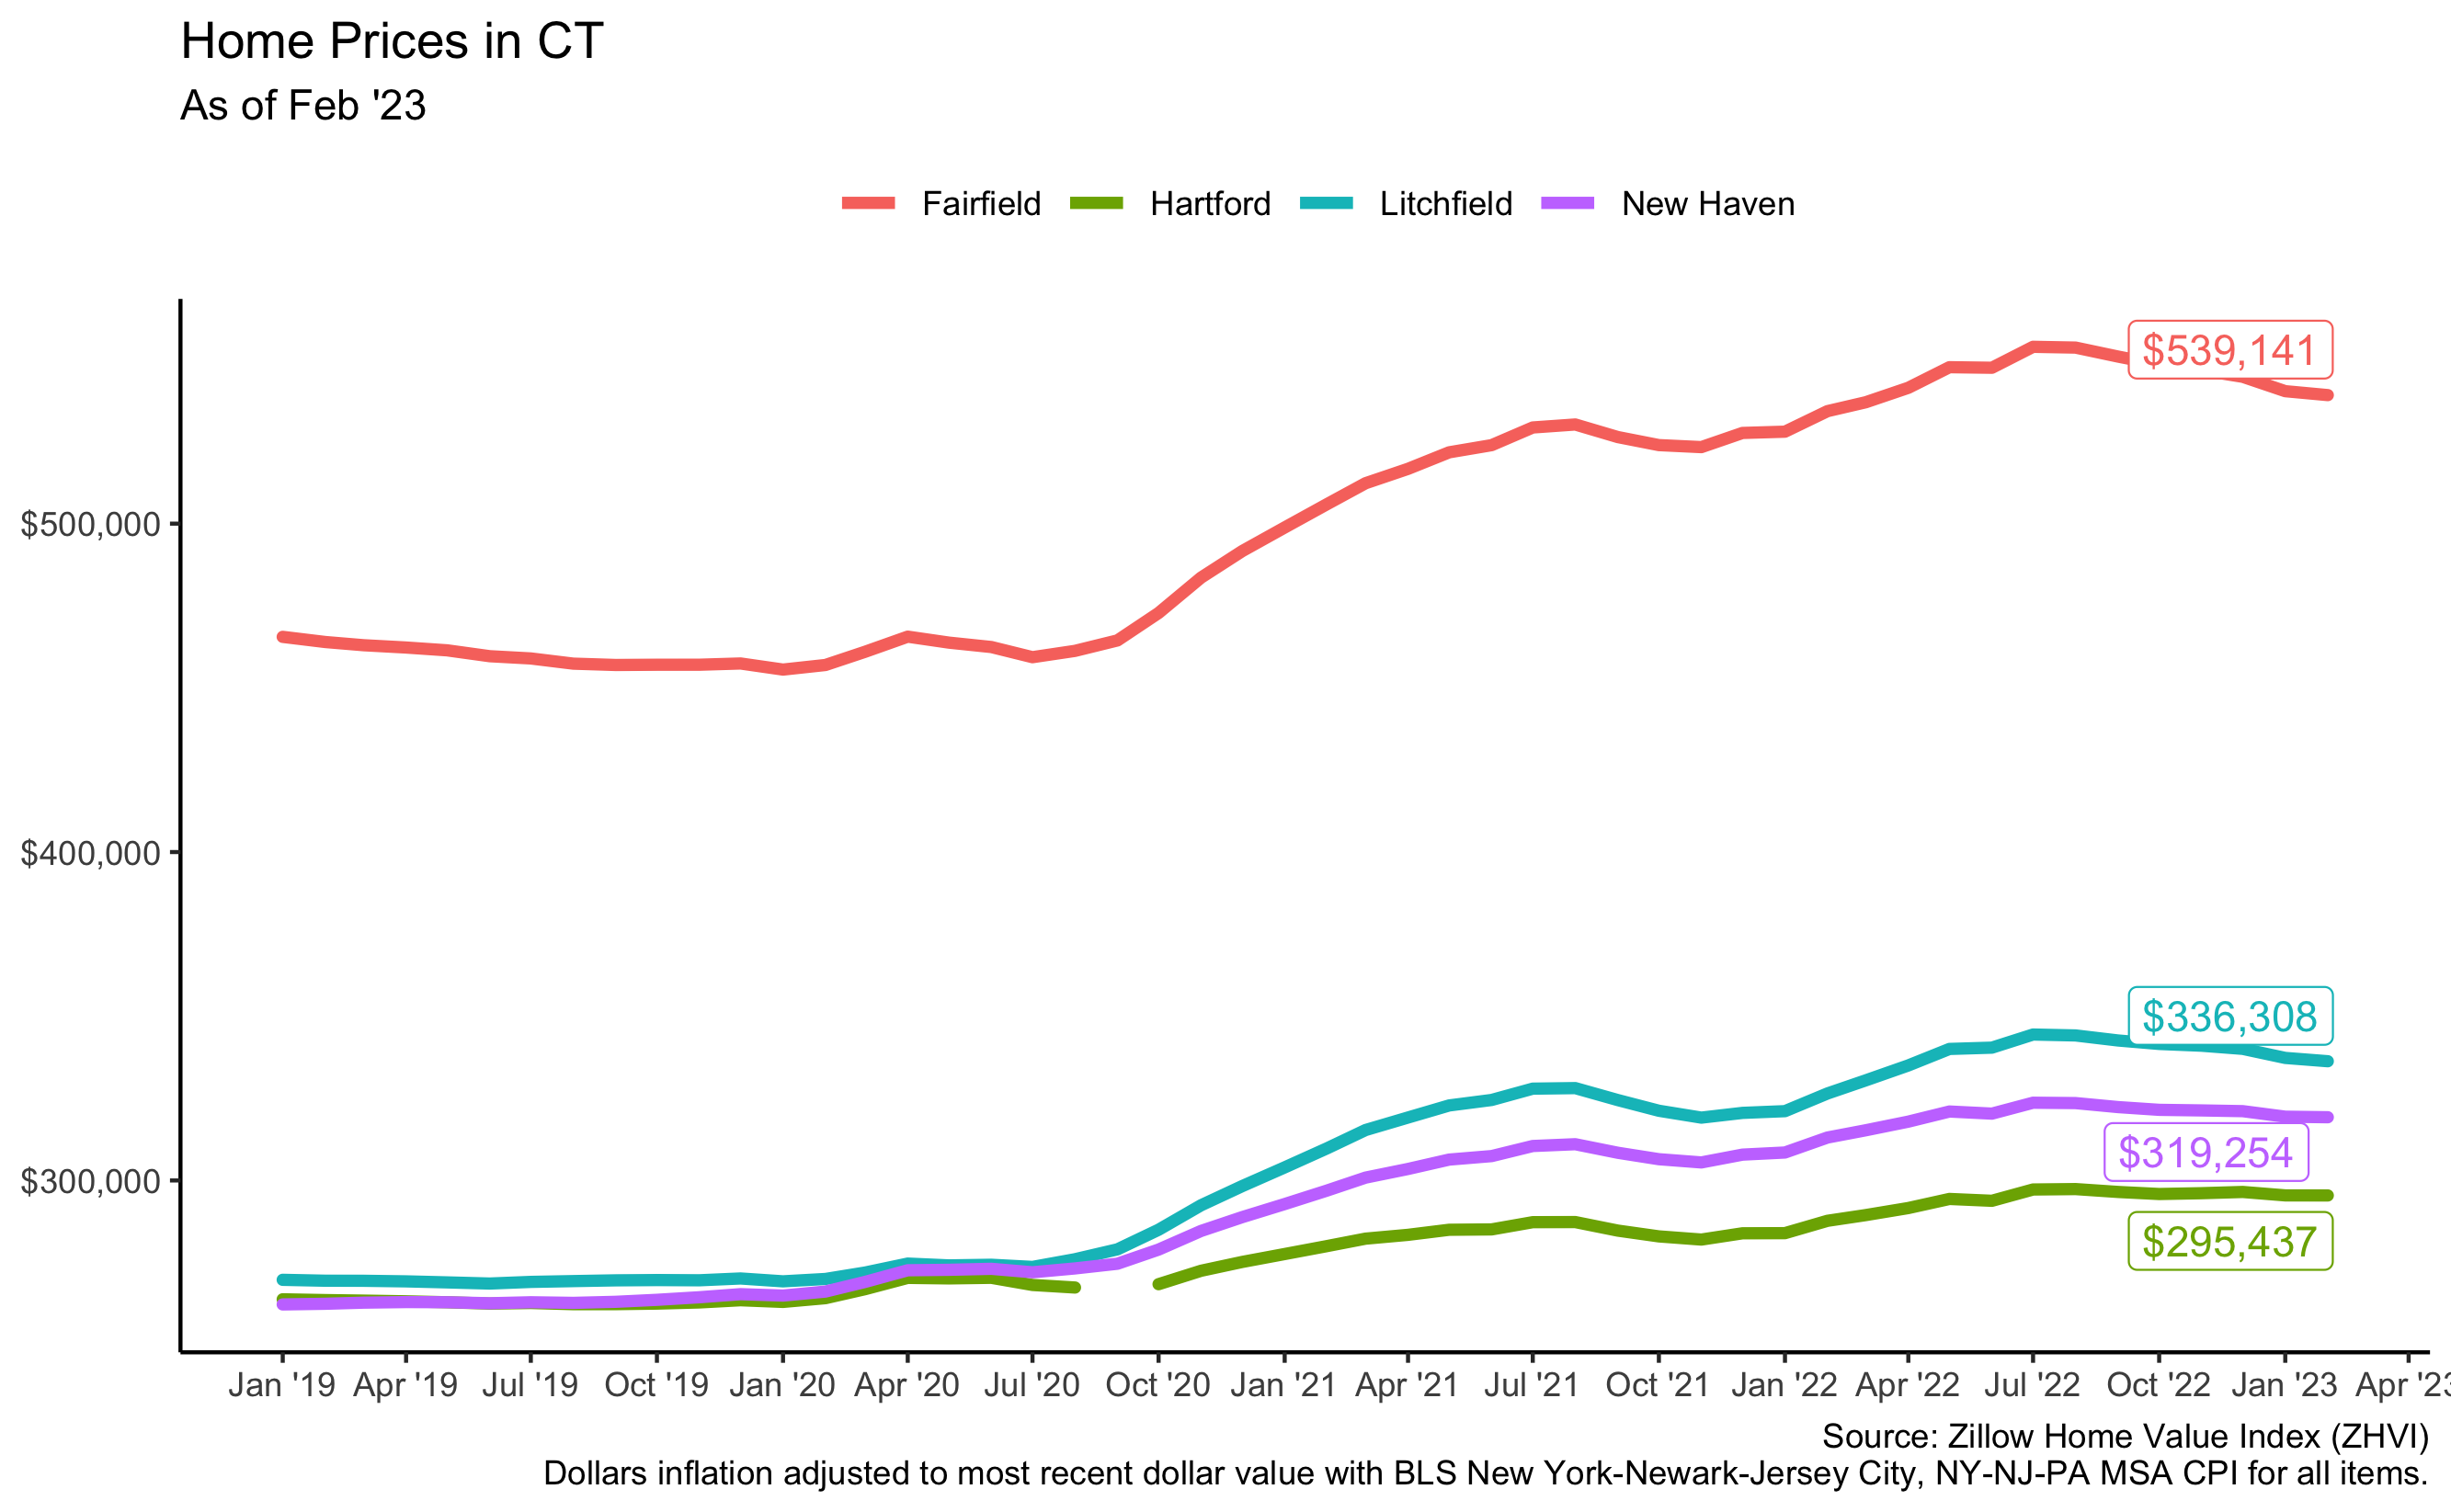 Home Prices in CT
As of Feb '23
Fairfield Hartford Litchfield New Haven
$539,141
$500,000
$400,000
$336,308
$319,254
$300,000
$295,437
Jan '19 Apr '19 Jul '19 Oct '19 Jan '20 Apr '20 Jul '20 Oct '20 Jan '21 Apr '21 Jul '21 Oct '21 Jan '22 Apr '22 Jul '22 Oct '22 Jan '23 Apr '23
Source: Zillow Home Value Index (ZHVI)
Dollars inflation adjusted to most recent dollar value with BLS New York-Newark-Jersey City, NY-NJ-PA MSA CPI for all items.